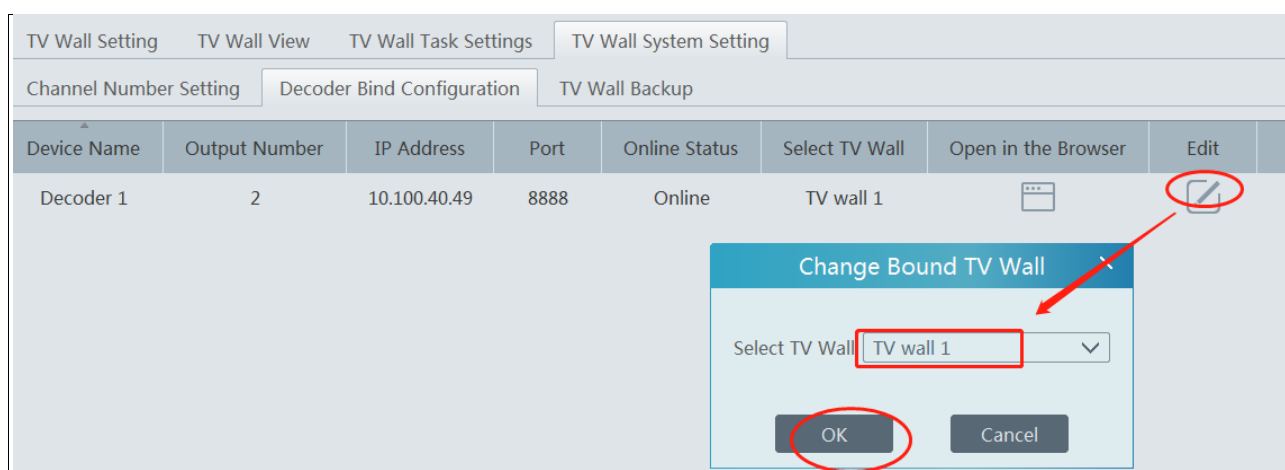 TV Wall Setting TV Wall View TV Wall Task Settings TV Wall System Setting
Channel Number Setting Decoder Bind Configuration TV Wall Backup
Device Name Output Number IP Address Port Online Status Select TV Wall Open in the Browser Edit
Decoder 1 2 10.100.40.49 8888 Online TV wall 1
Change Bound TV Wall
Select TV Wall TV wall 1
OK Cancel